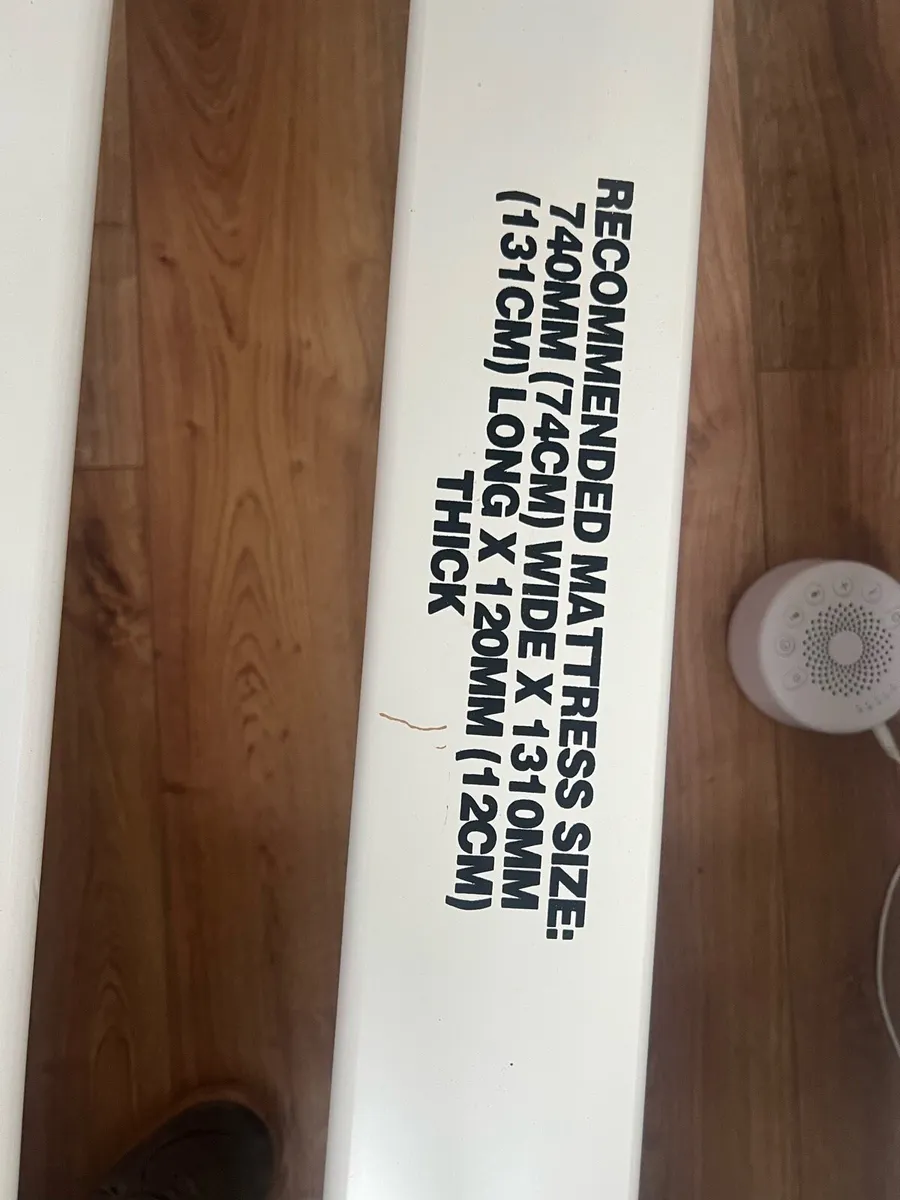 RECOMMENDED MATTRESS SIZE:
740MM (74CM) WIDE X 1310MM
(131CM) LONG X 120MM (12CM)
THICK